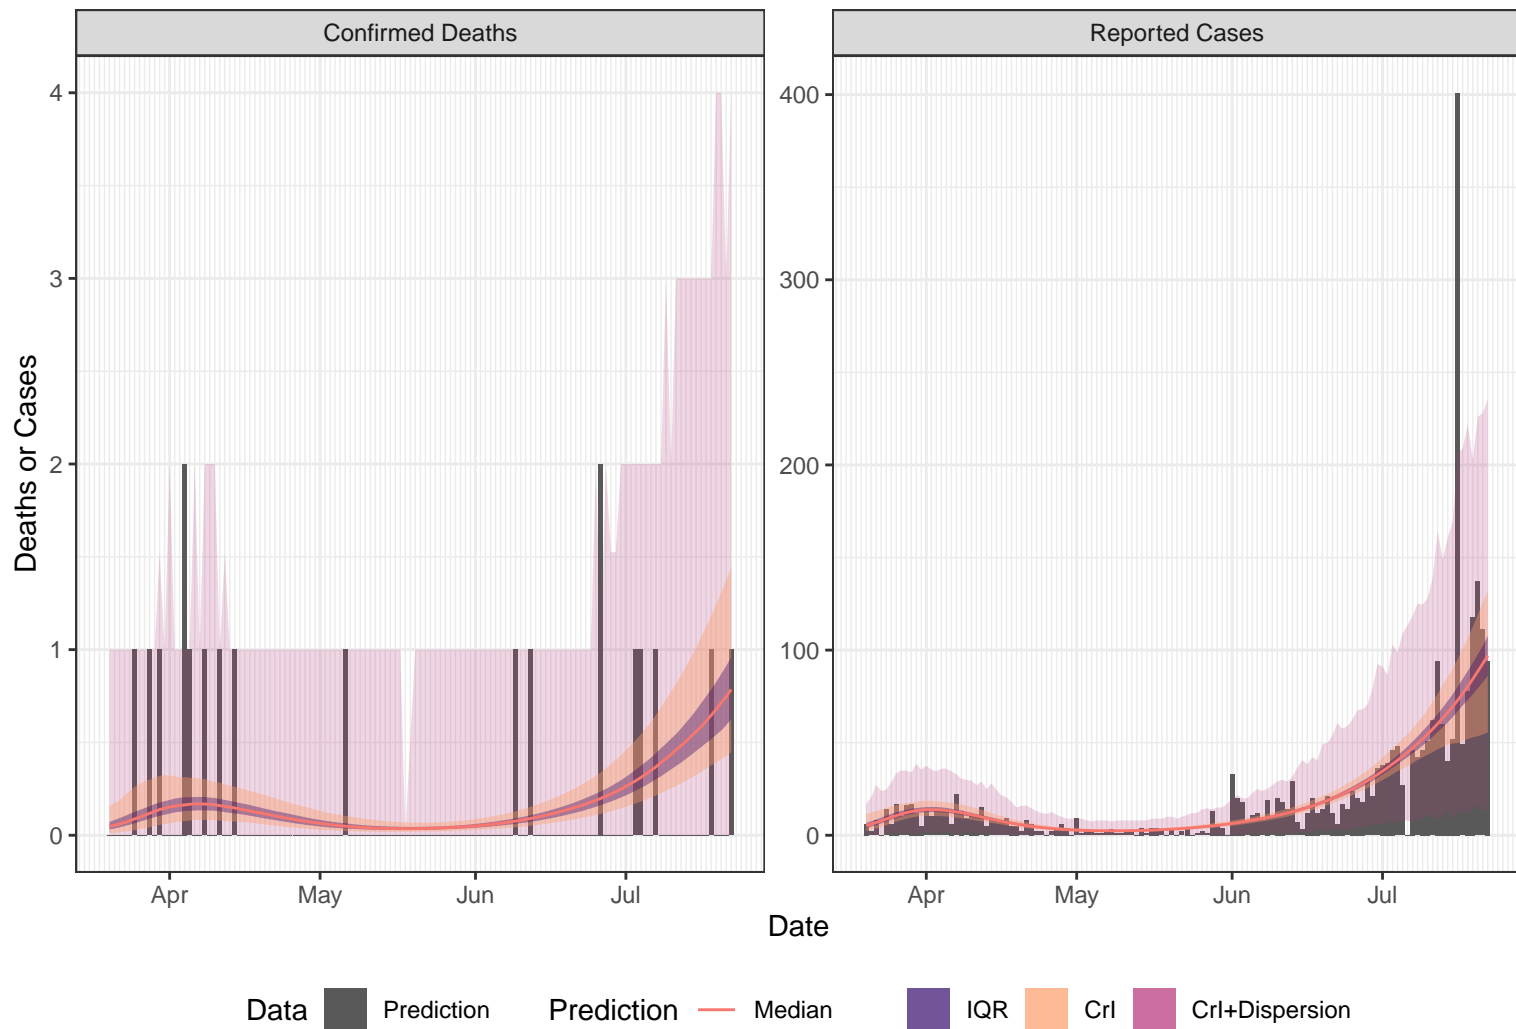 Confirmed Deaths
Reported Cases
Deaths or Cases
4
3
2
1
0
400
300
200
100
0
Apr May Jun Jul
Apr May Jun Jul
Date
Data Prediction Prediction Median IQR CrI CrI+Dispersion